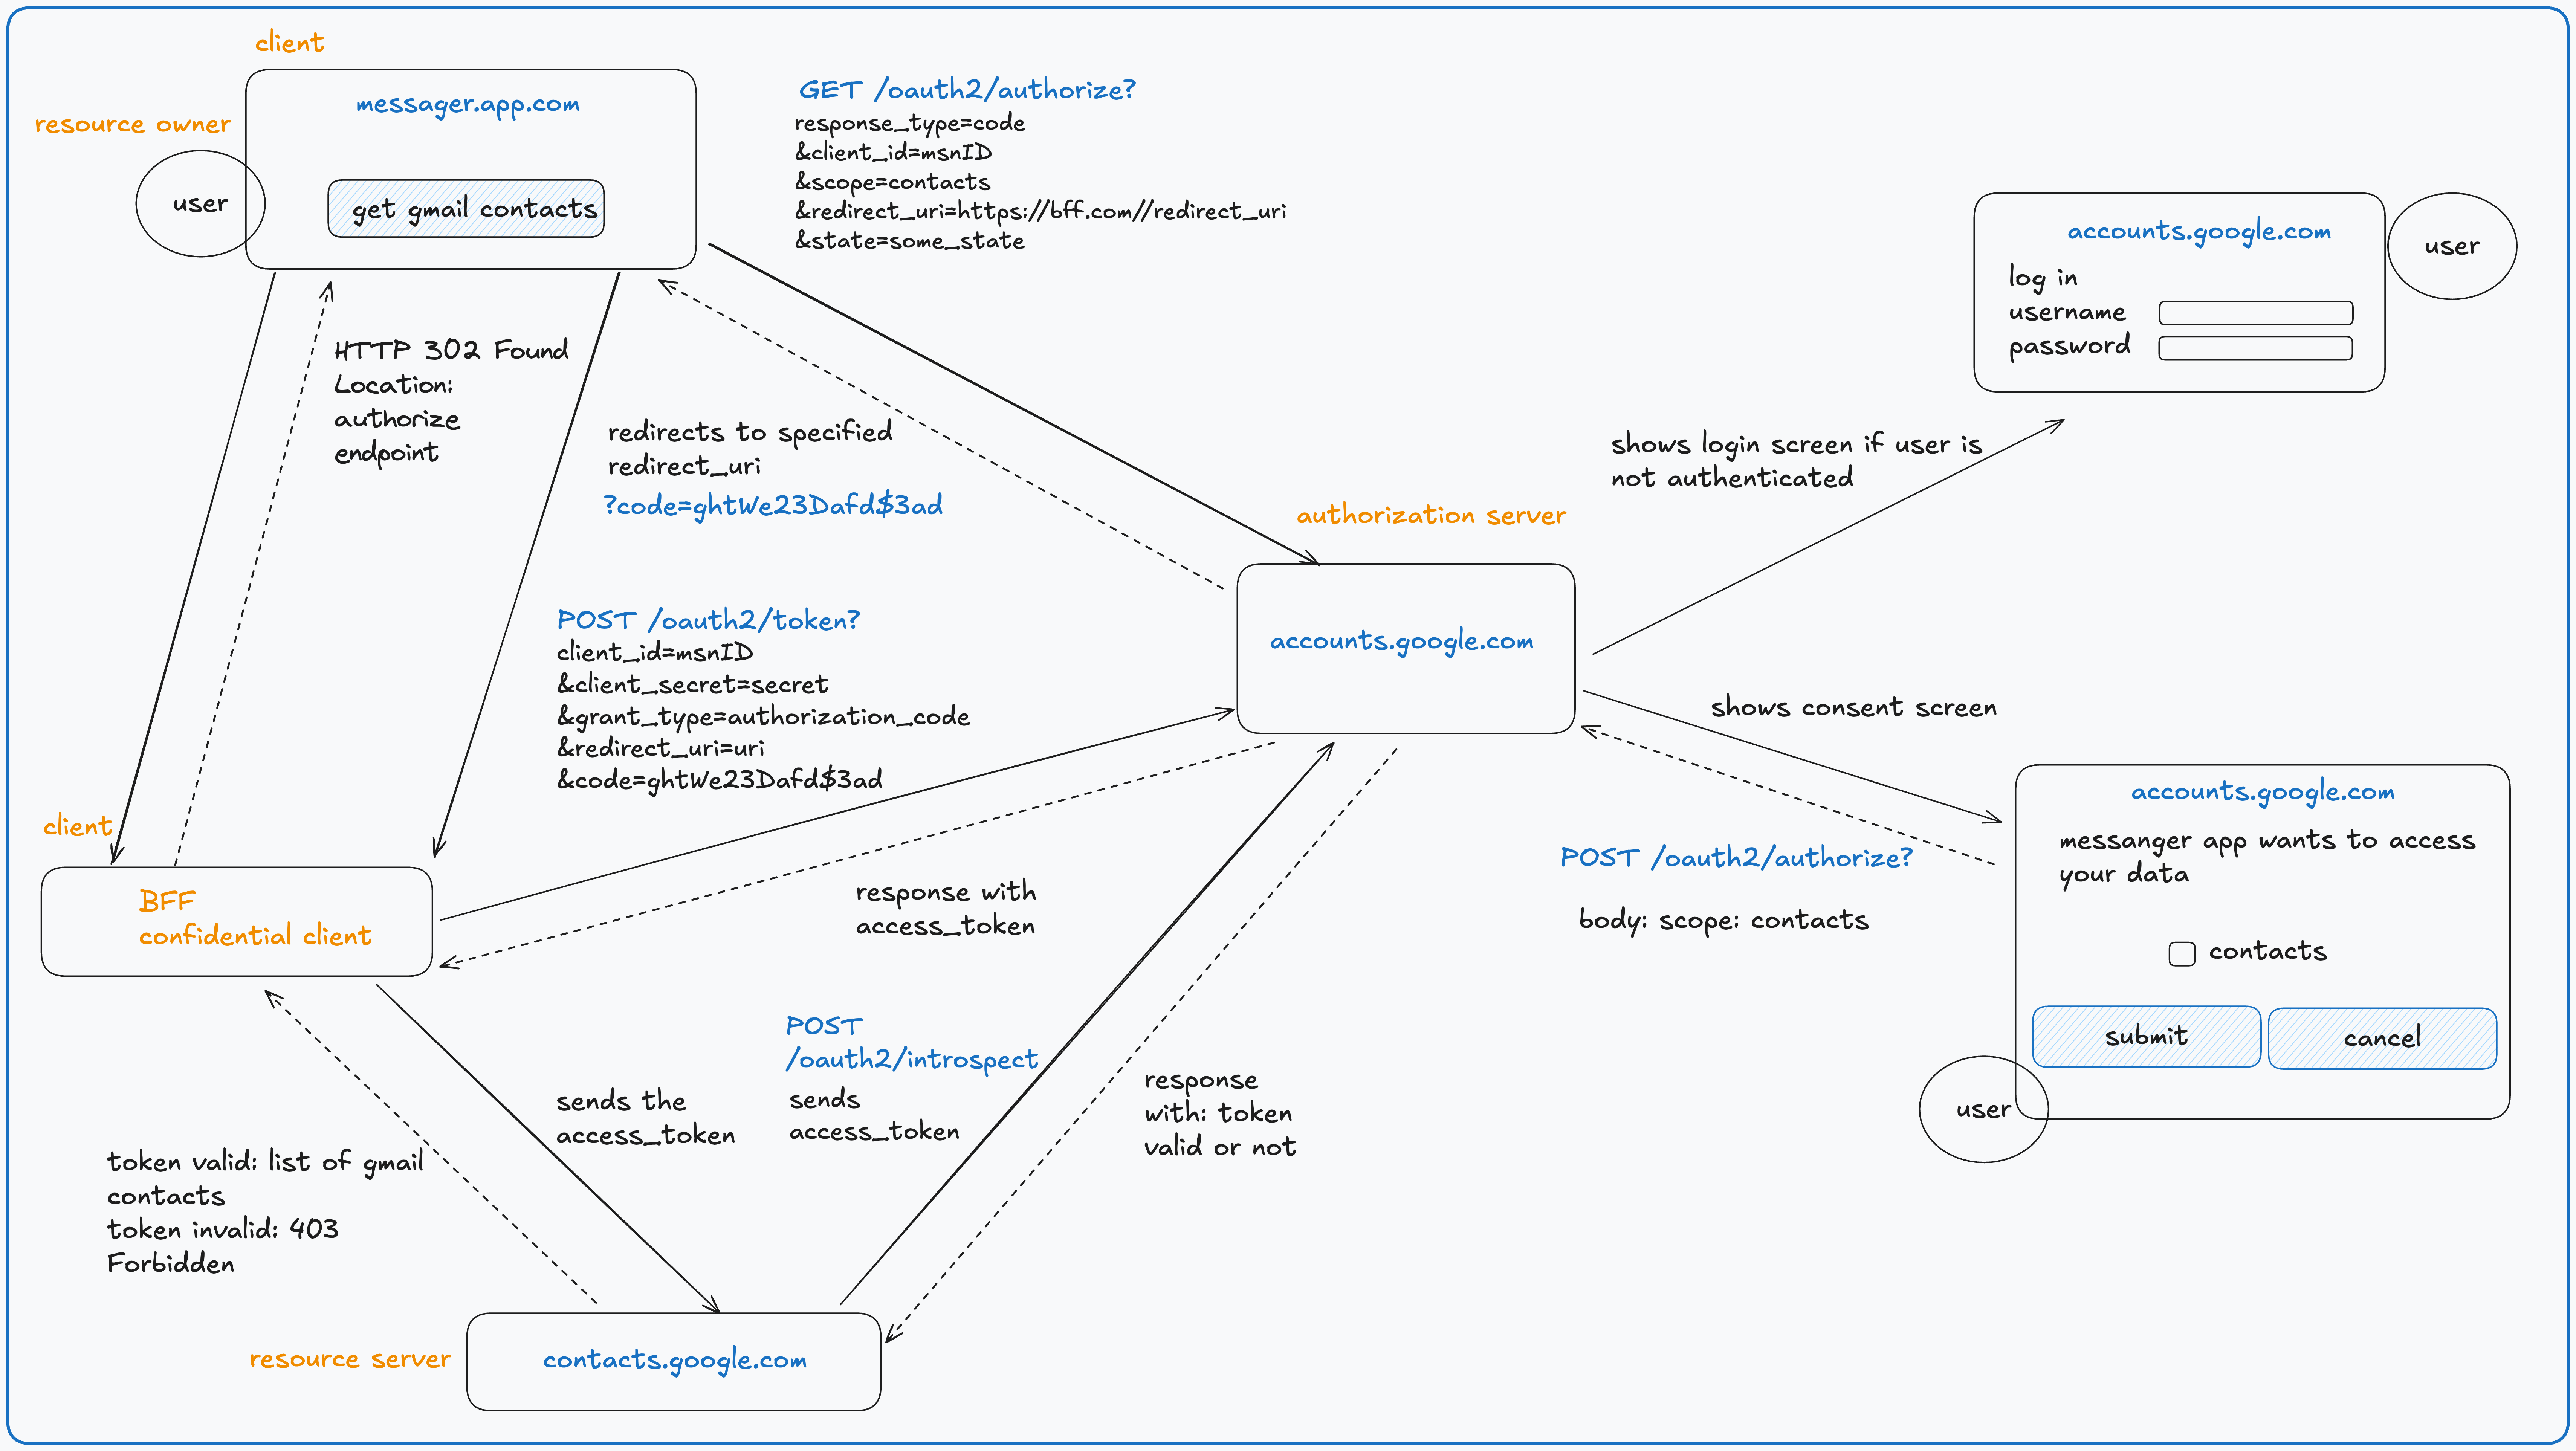 client
messager.app.com
resource owner
user
get gmail contacts
GET /oauth2/authorize?
response_type=code
&client_id=msnID
&scope=contacts
&redirect_uri=https://bff.com//redirect_uri
&state=some_state
accounts.google.com
log in
username
password
user
HTTP 302 Found
Location:
authorize
endpoint
redirects to specified
redirect_uri
?code=ghtWe23Dafd$3ad
shows login screen if user is
not authenticated
authorization server
accounts.google.com
POST /oauth2/token?
client_id=msnID
&client_secret=secret
&grant_type=authorization_code
&redirect_uri=uri
&code=ghtWe23Dafd$3ad
shows consent screen
client
BFF
confidential client
response with
access_token
POST /oauth2/authorize?
body: scope: contacts
accounts.google.com
messanger app wants to access
your data
contacts
submit
cancel
user
POST
/oauth2/introspect
sends
access_token
sends the
access_token
response
with: token
valid or not
token valid: list of gmail
contacts
token invalid: 403
Forbidden
resource server
contacts.google.com